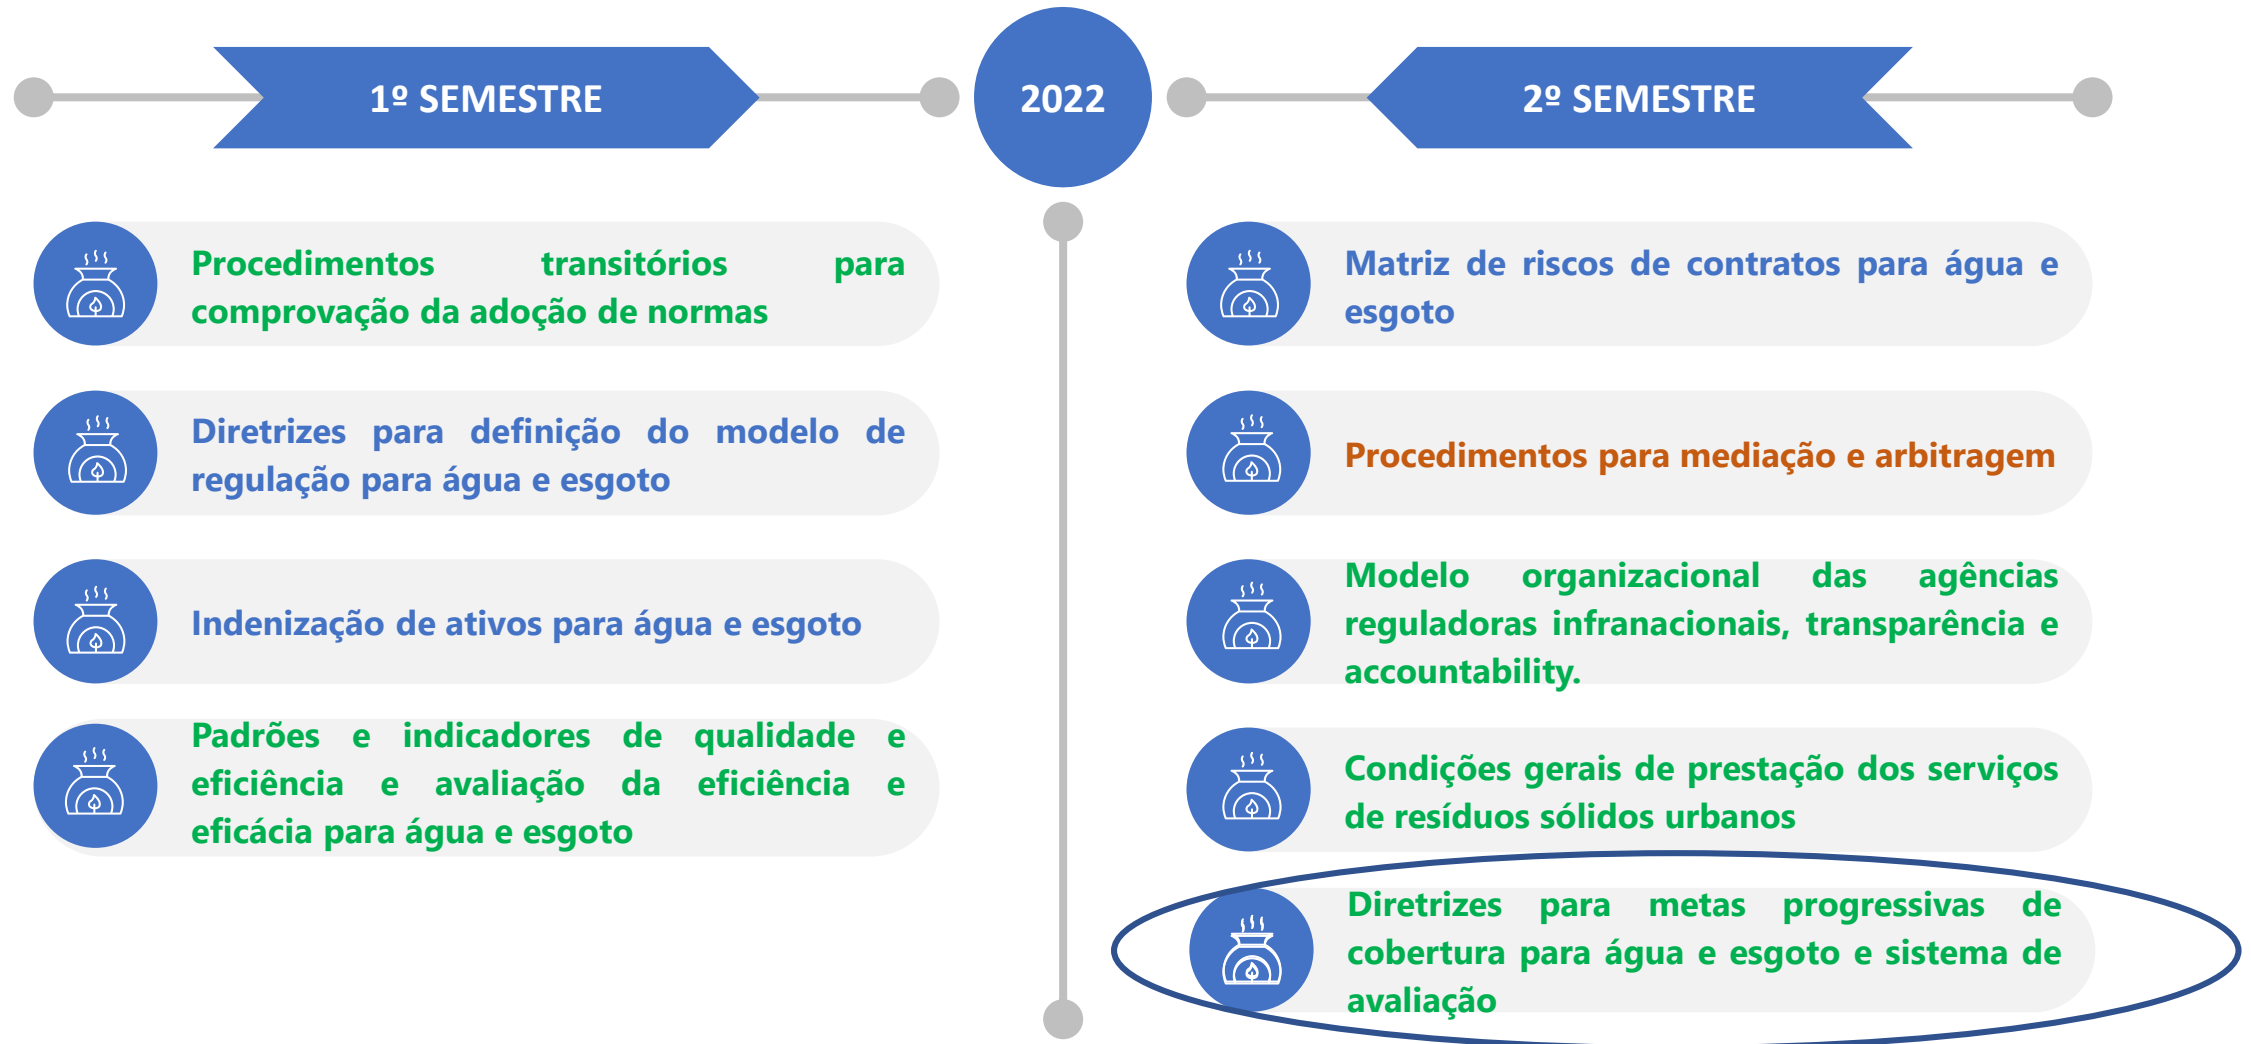 1º SEMESTRE
2022
2º SEMESTRE
Procedimentos transitórios para
comprovação da adoção de normas
Diretrizes para definição do modelo de
regulação para água e esgoto
Indenização de ativos para água e esgoto
Padrões e indicadores de qualidade e
eficiência e avaliação da eficiência e
eficácia para água e esgoto
Matriz de riscos de contratos para água e
esgoto
Procedimentos para mediação e arbitragem
Modelo organizacional das agências
reguladoras infranacionais, transparência e
accountability.
Condições gerais de prestação dos serviços
de resíduos sólidos urbanos
Diretrizes para metas progressivas de
cobertura para água e esgoto e sistema de
avaliação